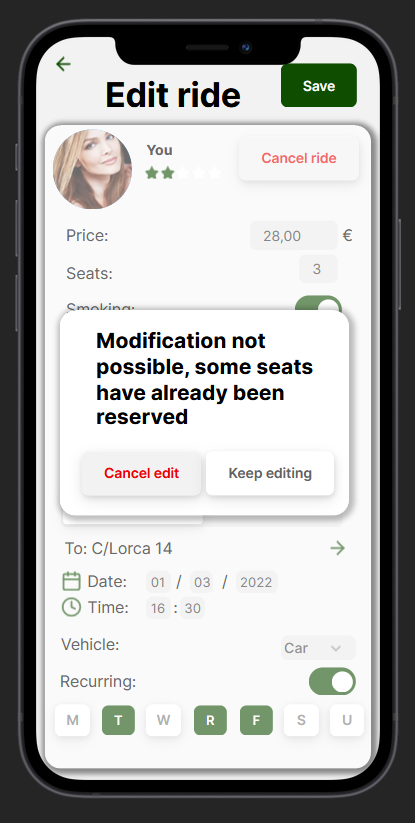 Edit ride
Save
You
Cancel ride
Price:
28,00
€
Seats:
3
Smoking:
Modification not
possible, some seats
have already been
reserved
Cancel edit
Keep editing
To: C/Lorca 14
Date:
01 / 03 / 2022
Time:
16 : 30
Vehicle:
Car
Recurring:
M T W R F S U